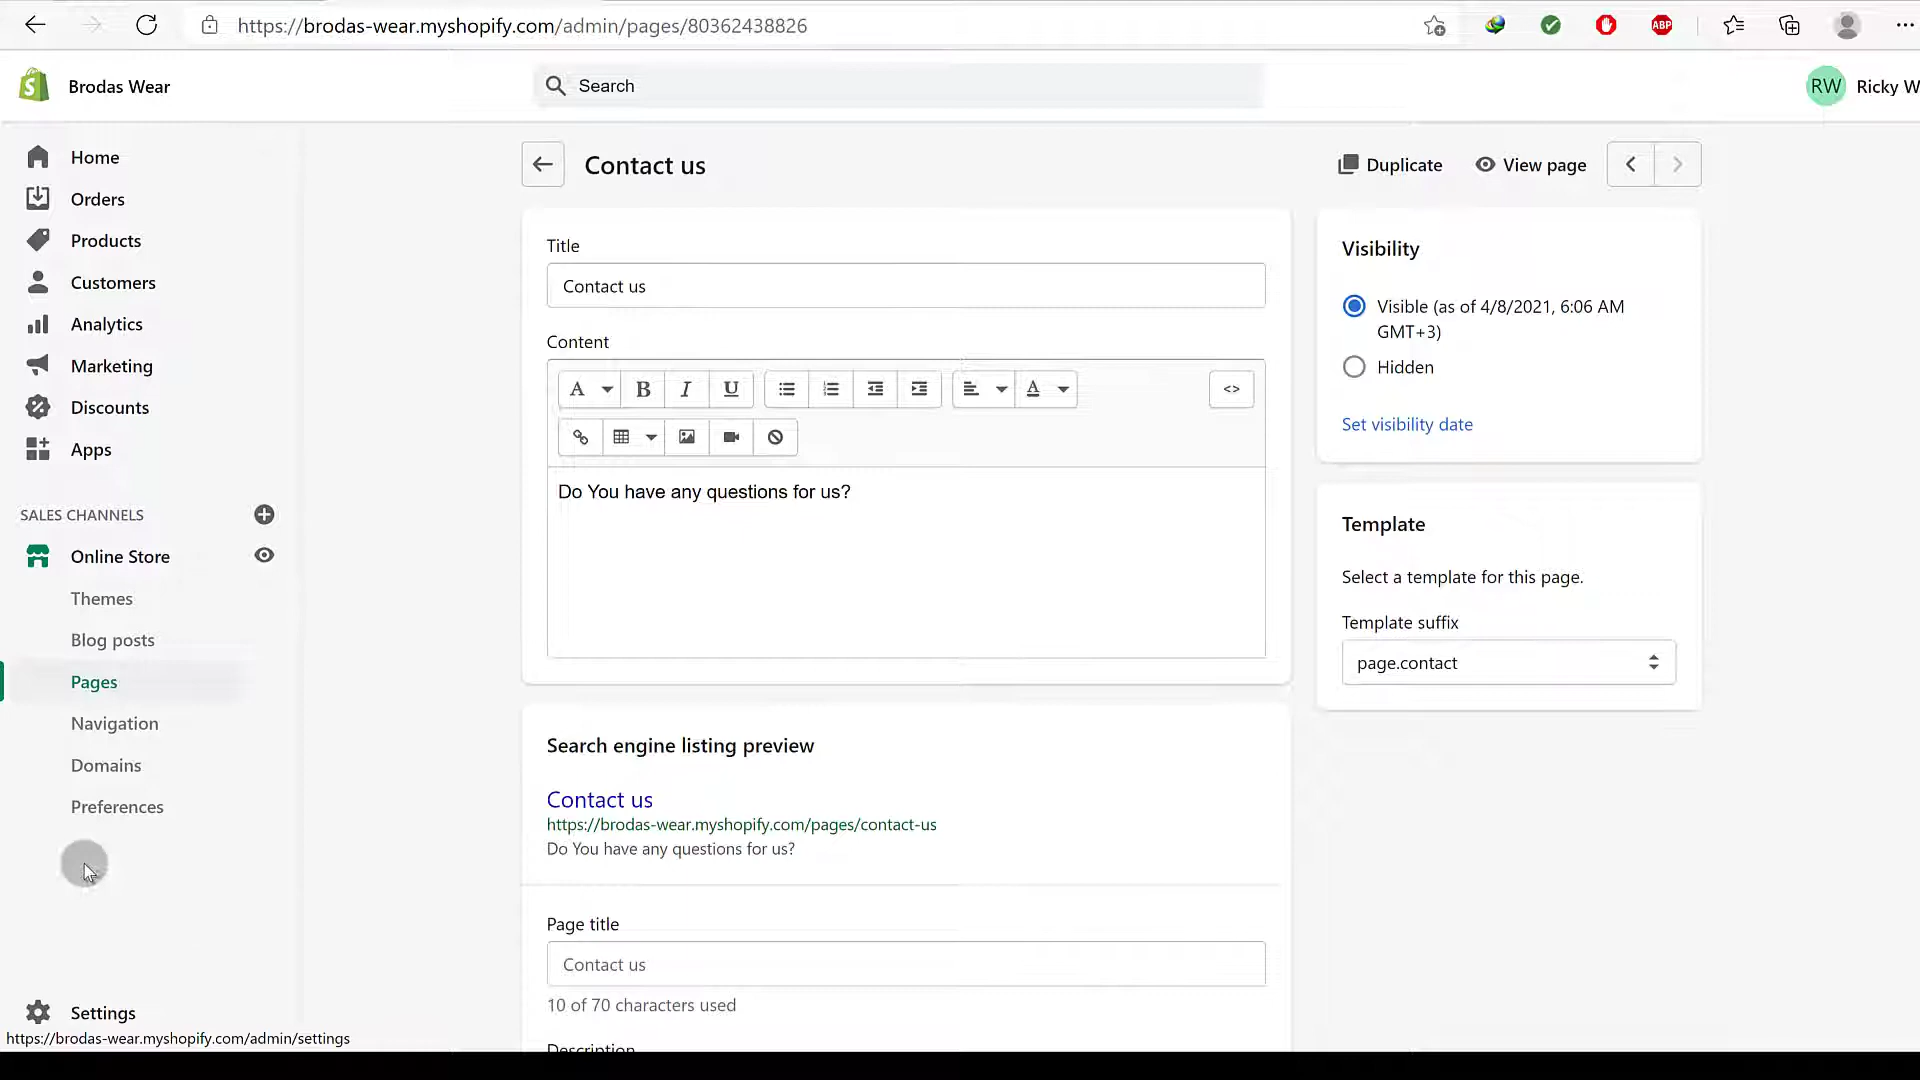 https://brodas-wear.myshopify.com/admin/pages/80362438826
ABP
Brodas Wear
Search
RW
Ricky W
Home
Orders
Products
Customers
Analytics
Marketing
Discounts
Apps
SALES CHANNELS
Online Store
Themes
Blog posts
Pages
Navigation
Domains
Preferences
Settings
https://brodas-wear.myshopify.com/admin/settings
Contact us
Duplicate
View page
Title
Contact us
Content
A B I U A <>
Do You have any questions for us?
Search engine listing preview
Contact us
https://brodas-wear.myshopify.com/pages/contact-us
Do You have any questions for us?
Page title
Contact us
10 of 70 characters used
Description
Visibility
Visible (as of 4/8/2021, 6:06 AM
GMT+3)
Hidden
Set visibility date
Template
Select a template for this page.
Template suffix
page.contact